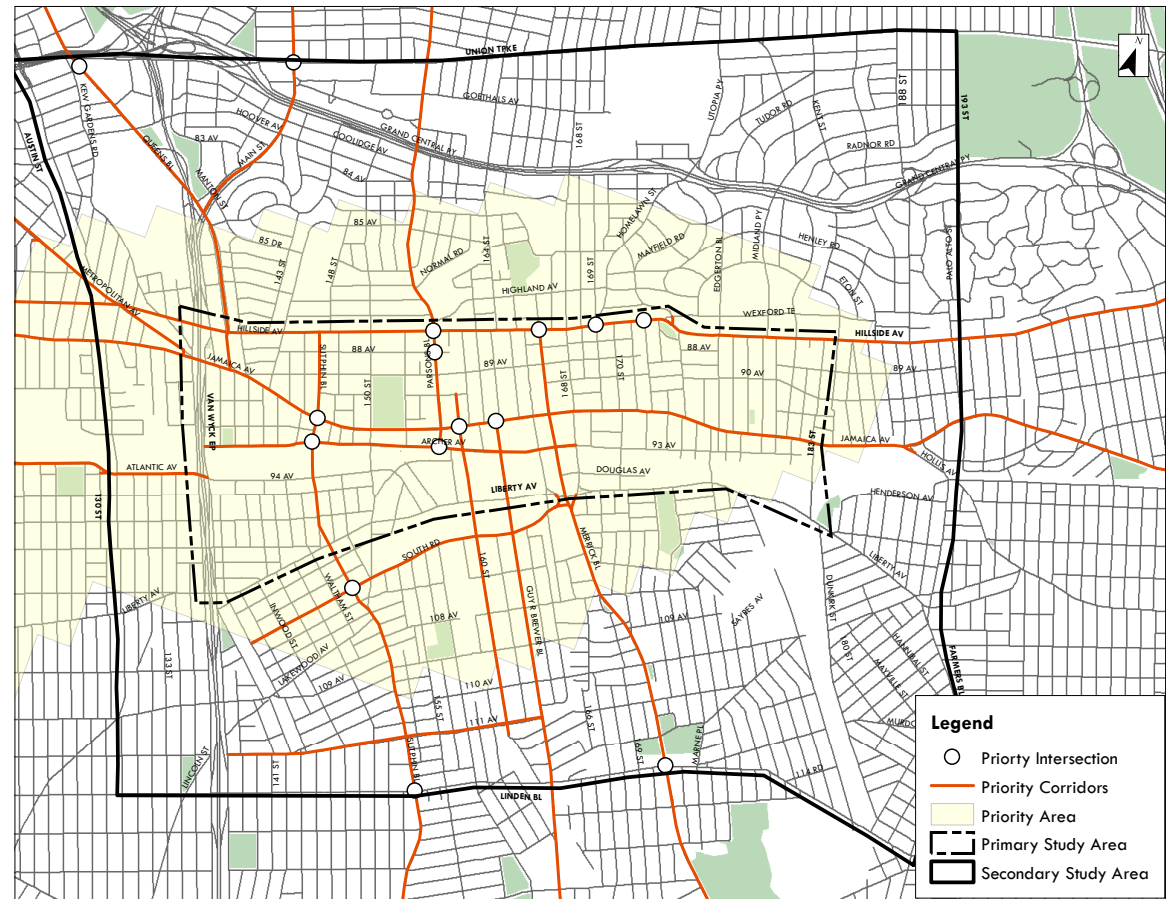 UNION TPKE
N
KEW GARDENS RD
GOETHALS AV
UTOPIA PY
188 ST
193 ST
TUDOR RD
KENT ST
HOOVER AV
GRAND CENTRAL PY
168 ST
AUSTIN ST
QUEENS BL
83 AV
MAIN ST
COOLIDGE AV
RADNOR RD
84 AV
GRAND CENTRAL PY
MANTON ST
85 AV
HOMELAWN ST
MIDLAND PY
85 DR
164 ST
MAYFIELD RD
HENLEY RD
PALO ALTO S
143 ST
148 ST
NORMAL RD
169 ST
EDGERTON BL
METROPOLITAN AV
HIGHLAND AV
ETON ST
WEXFORD TE
HILLSIDE AV
HILLSIDE AV
JAMAICA AV
SUTPHIN BL
88 AV
PARSONS BL
89 AV
88 AV
170 ST
90 AV
89 AV
150 ST
168 ST
VAN WYCK EP
ARCHER AV
93 AV
183 ST
JAMAICA AV
HOLLIS AV
ATLANTIC AV
94 AV
DOUGLAS AV
LIBERTY AV
HENDERSON AV
130 ST
SOUTH RD
MERRICK BL
160 ST
LIBERTY AV
LIBERTY AV
WALTHAM ST
INWOOD ST
GUY R BREWER BL
DUNKIRK ST
108 AV
109 AV
SAYRES AV
180 ST
HANNIBAL ST
MAYVILLE ST
133 ST
LAKEWOOD AV
109 AV
110 AV
155 ST
FARMERS BL
111 AV
166 ST
MURDO
169 ST
MARNE PL
LINCOLN ST
141 ST
SUTPHIN BL
114 RD
LINDEN BL
Legend
Priorty Intersection
Priority Corridors
Priority Area
Primary Study Area
Secondary Study Area